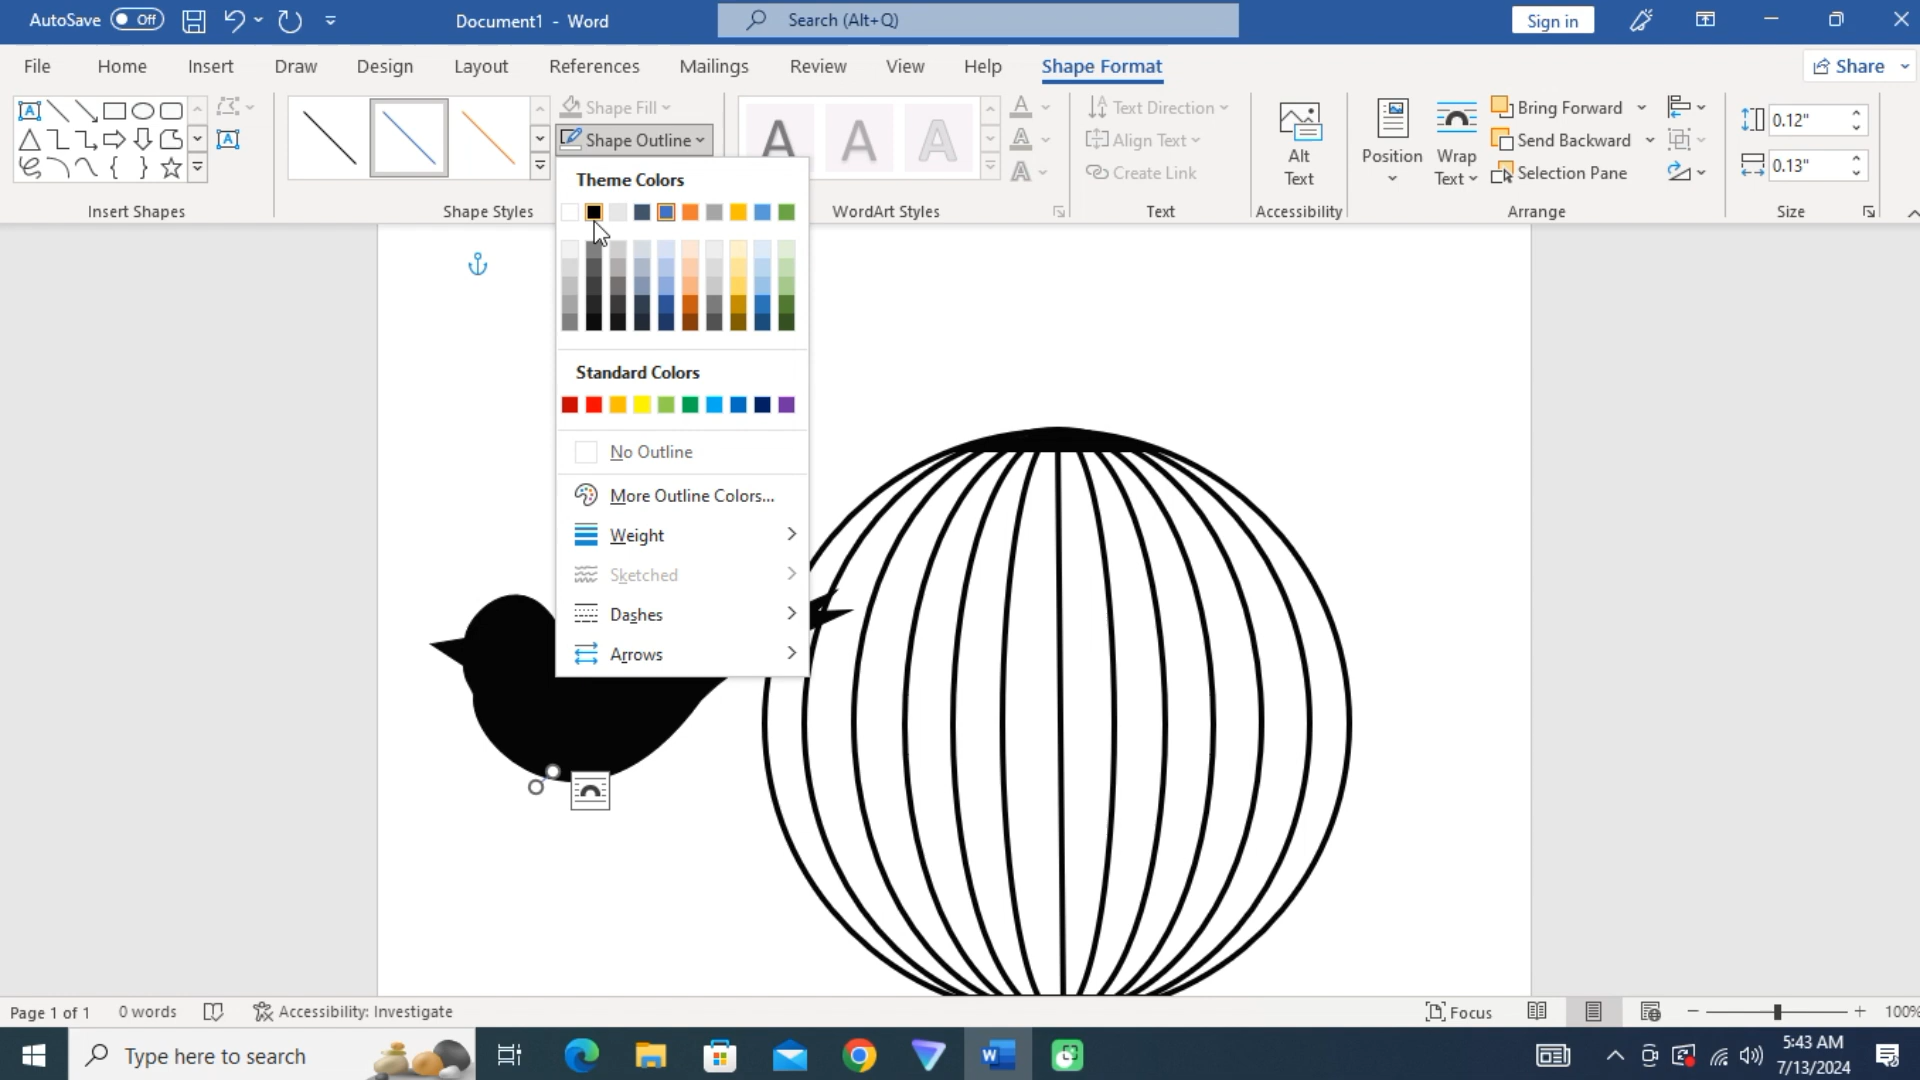 AutoSave Off
Document1 - Word
Search (Alt+Q)
Sign in
File Home Insert Draw Design Layout References Mailings Review View Help Shape Format
Share
Shape Fill
Shape Outline
Text Direction
Align Text
Create Link
Alt
Text
Position
Wrap
Text
Bring Forward
Send Backward
Selection Pane
0.12"
0.13"
Insert Shapes
Shape Styles
WordArt Styles
Text
Accessibility
Arrange
Size
A A A
Theme Colors
Standard Colors
No Outline
More Outline Colors...
Weight
Sketched
Dashes
Arrows
Page 1 of 1
0 words
Accessibility: Investigate
Focus
100%
Type here to search
5:43 AM
7/13/2024